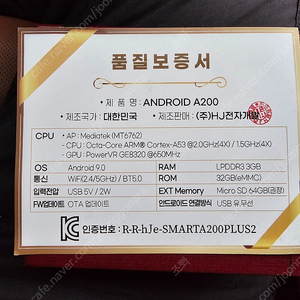 품질보증서
• 제 품 명 : ANDROID A200
• 제조국가 : 대한민국 • 제조판매 : (주)HJ전자개발
CPU
- AP : Mediatek (MT6762)
- CPU : Octa-Core ARM® Cortex-A53 @2.0GHz(4X) / 1.5GHz(4X)
- GPU : PowerVR GE8320 @650MHz
OS Android 9.0 RAM LPDDR3 3GB
통신 WiFi(2.4/5GHz) / BT5.0 ROM 32GB(eMMC)
입력전압 USB 5V / 2W EXT Memory Micro SD 64GB(권장)
FW업데이트 OTA 업데이트 안드로이드 연결방식 USB 유.무선
인증번호: R-R-hJe-SMARTA200PLUS2